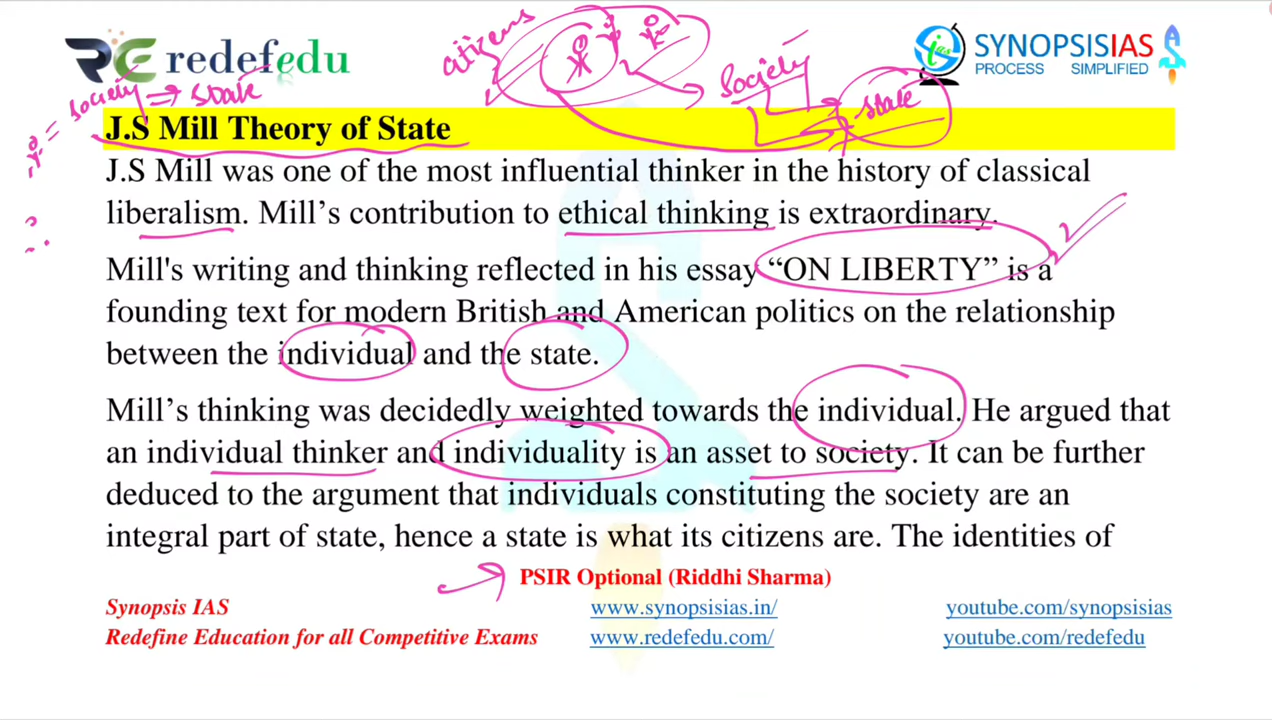 citizens
redefedu
SYNOPSISIAS
PROCESS SIMPLIFIED
society → state
society
state
J.S Mill Theory of State
J.S Mill was one of the most influential thinker in the history of classical
liberalism. Mill’s contribution to ethical thinking is extraordinary.
Mill's writing and thinking reflected in his essay “ON LIBERTY” is a
founding text for modern British and American politics on the relationship
between the individual and the state.
Mill’s thinking was decidedly weighted towards the individual. He argued that
an individual thinker and individuality is an asset to society. It can be further
deduced to the argument that individuals constituting the society are an
integral part of state, hence a state is what its citizens are. The identities of
PSIR Optional (Riddhi Sharma)
Synopsis IAS www.synopsisias.in/ youtube.com/synopsisias
Redefine Education for all Competitive Exams www.redefedu.com/ youtube.com/redefedu